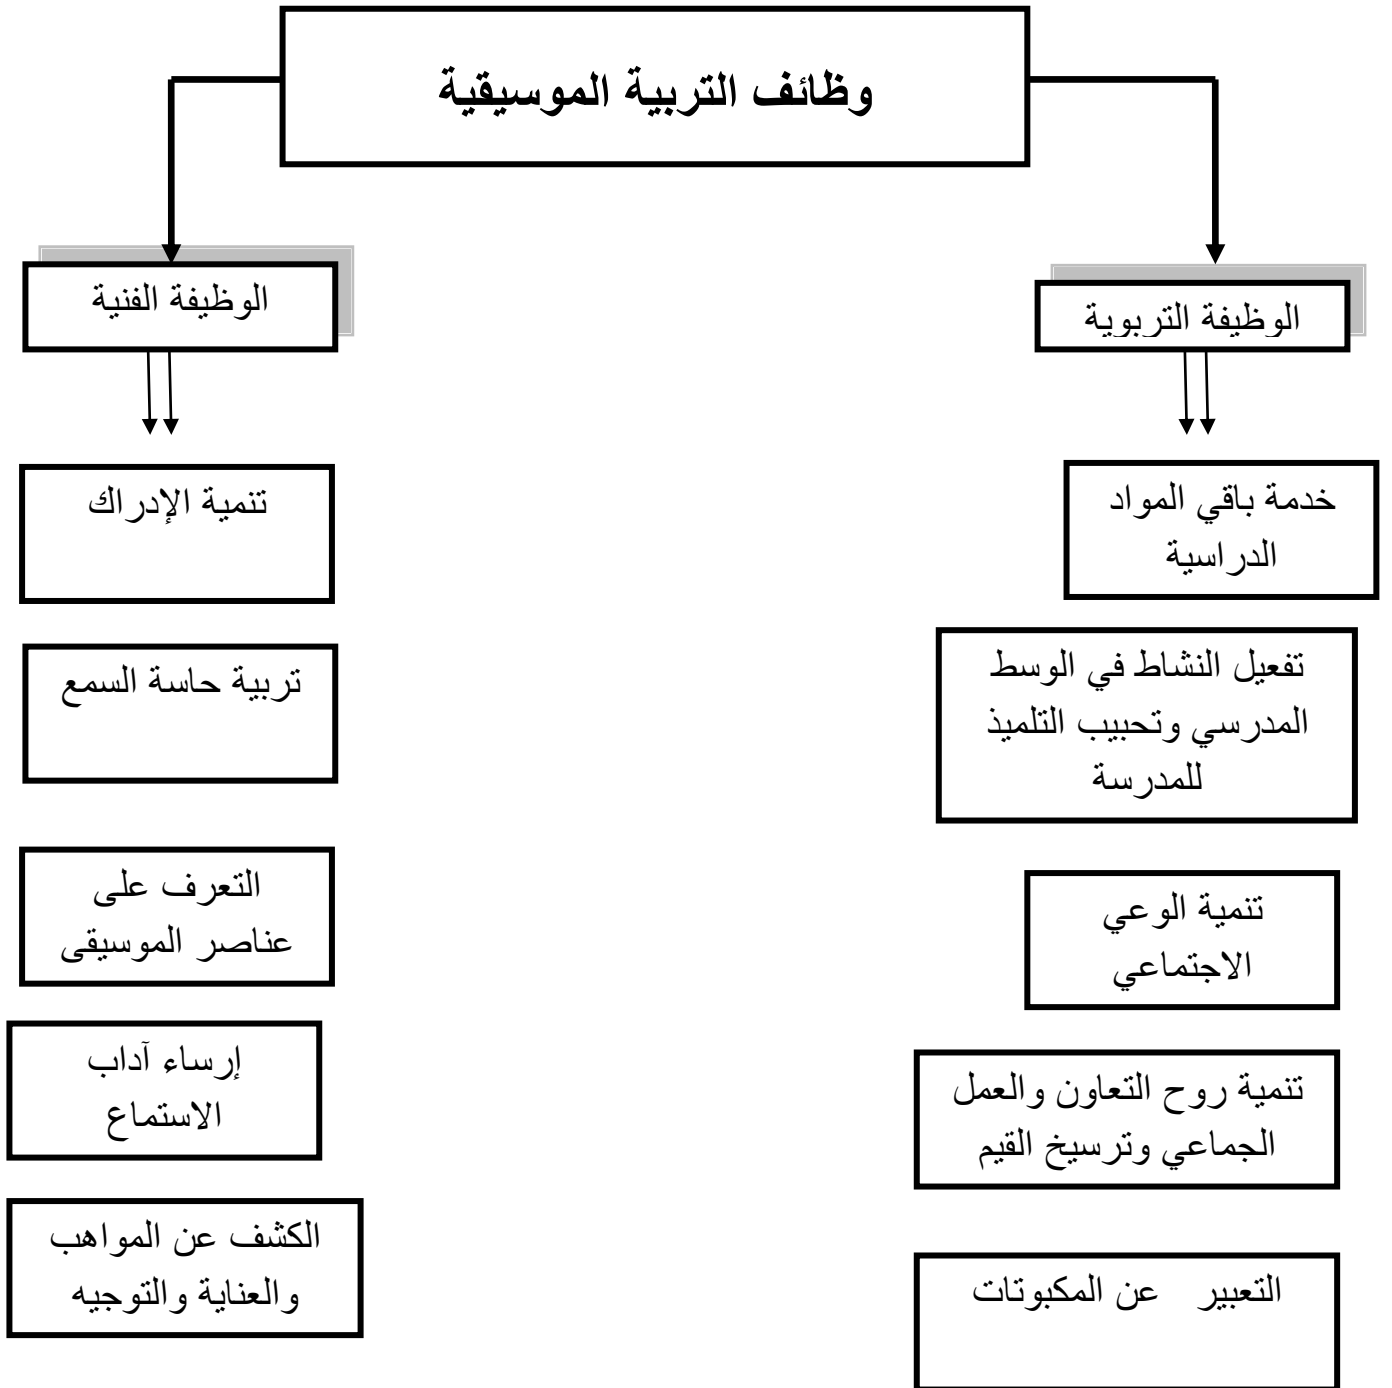 وظائف التربية الموسيقية
الوظيفة التربوية
خدمة باقي المواد
الدراسية
تفعيل النشاط في الوسط
المدرسي وتحبيب التلميذ
للمدرسة
تنمية الوعي
الاجتماعي
تنمية روح التعاون والعمل
الجماعي وترسيخ القيم
التعبير عن المكبوتات
الوظيفة الفنية
تنمية الإدراك
تربية حاسة السمع
التعرف على
عناصر الموسيقى
إرساء آداب
الاستماع
الكشف عن المواهب
والعناية والتوجيه